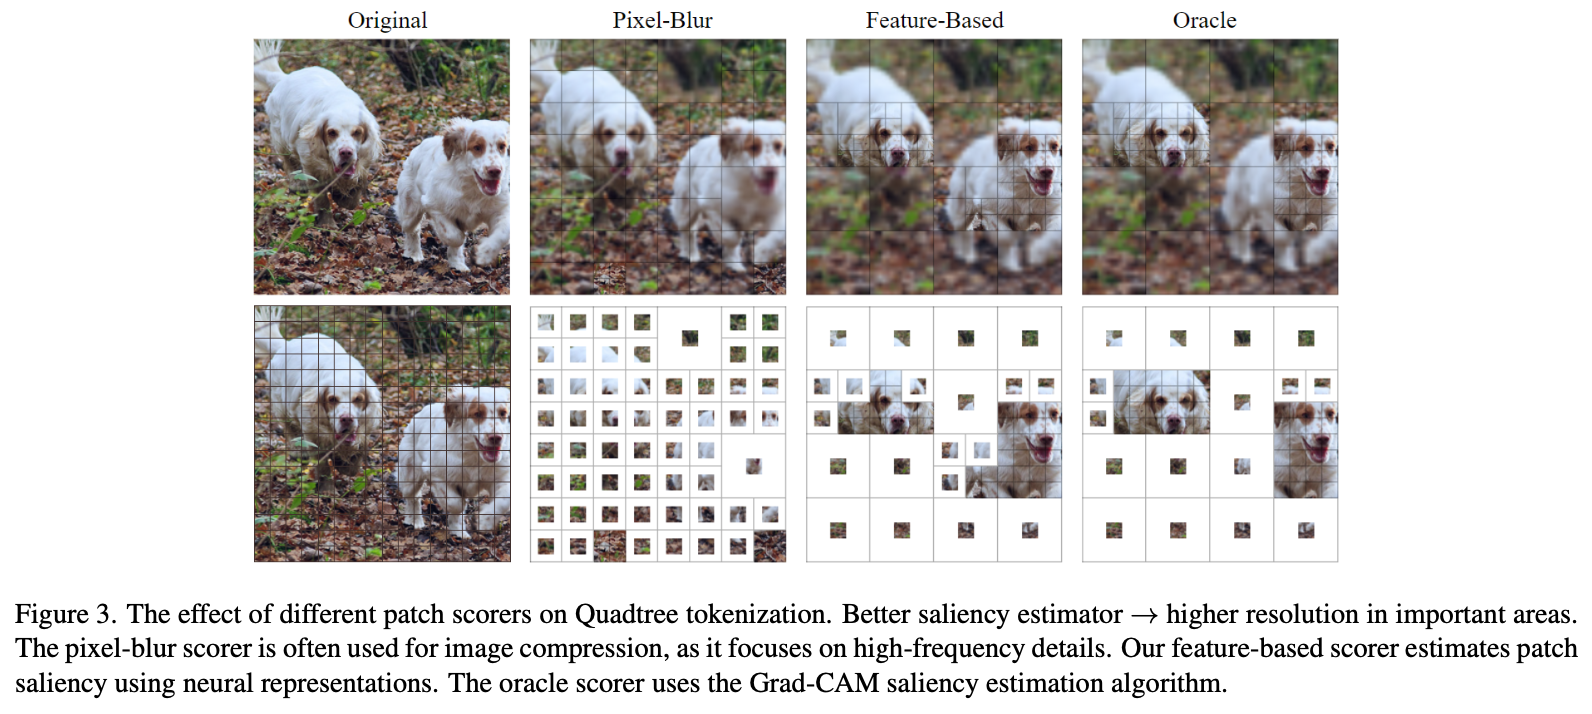 Original Pixel-Blur Feature-Based Oracle
Figure 3. The effect of different patch scorers on Quadtree tokenization. Better saliency estimator → higher resolution in important areas.
The pixel-blur scorer is often used for image compression, as it focuses on high-frequency details. Our feature-based scorer estimates patch
saliency using neural representations. The oracle scorer uses the Grad-CAM saliency estimation algorithm.